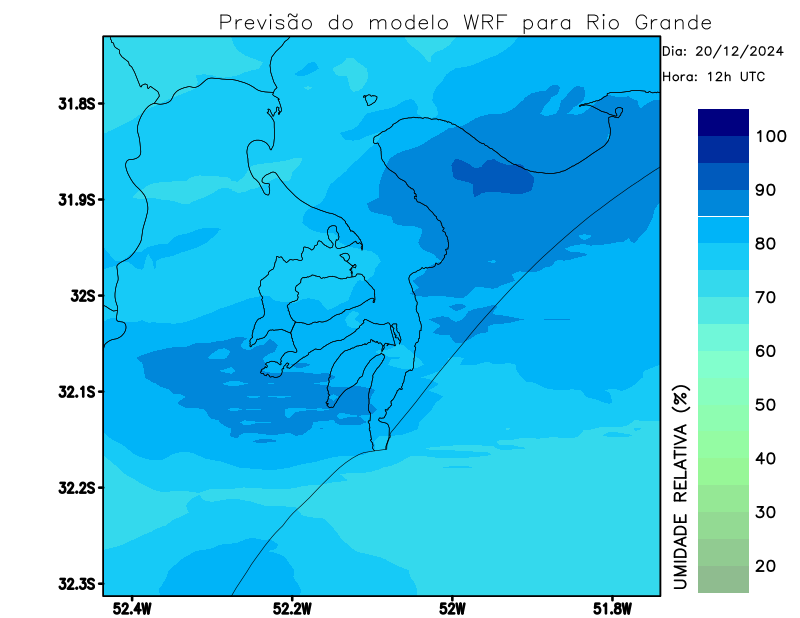 Previsão do modelo WRF para Rio Grande
Dia: 20/12/2024
Hora: 12h UTC
31.8S
31.9S
32S
32.1S
32.2S
32.3S
52.4W
52.2W
52W
51.8W
UMIDADE RELATIVA (%)
100
90
80
70
60
50
40
30
20